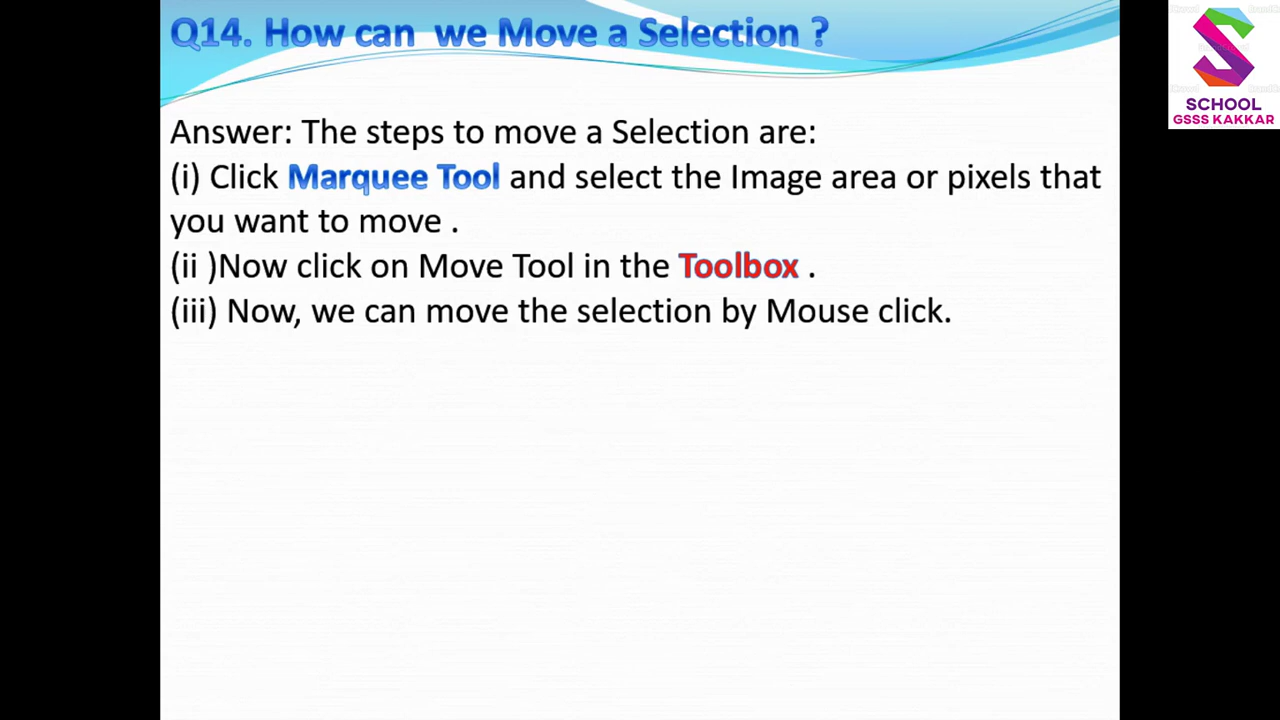 Q14. How can we Move a Selection ?
Answer: The steps to move a Selection are:
(i) Click Marquee Tool and select the Image area or pixels that
you want to move .
(ii )Now click on Move Tool in the Toolbox .
(iii) Now, we can move the selection by Mouse click.
SCHOOL
GSSS KAKKAR